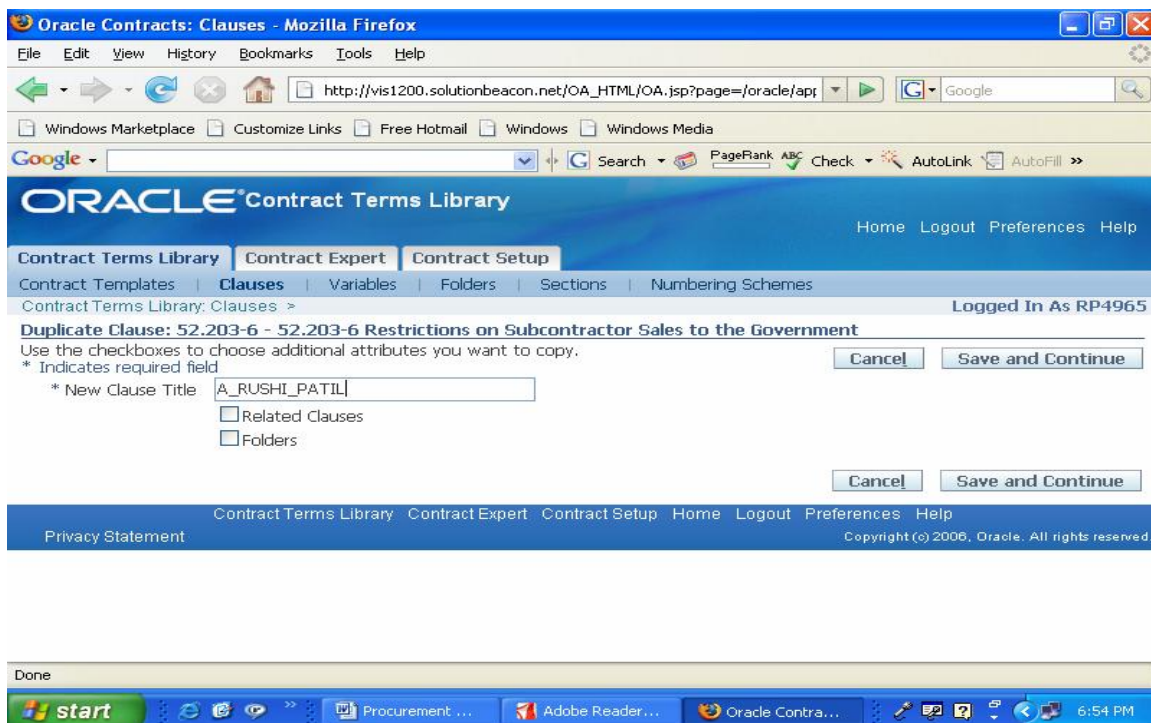 Oracle Contracts: Clauses - Mozilla Firefox
File Edit View History Bookmarks Tools Help
http://vis1200.solutionbeacon.net/OA_HTML/OA.jsp?page=/oracle/app G Google
Windows Marketplace Customize Links Free Hotmail Windows Windows Media
Google G Search PageRank ABC Check AutoLink AutoFill »
ORACLE Contract Terms Library
Home Logout Preferences Help
Contract Terms Library Contract Expert Contract Setup
Contract Templates | Clauses | Variables | Folders | Sections | Numbering Schemes
Contract Terms Library: Clauses > Logged In As RP4965
Duplicate Clause: 52.203-6 - 52.203-6 Restrictions on Subcontractor Sales to the Government
Use the checkboxes to choose additional attributes you want to copy. Cancel Save and Continue
* Indicates required field
* New Clause Title A_RUSHI_PATIL
Related Clauses
Folders
Cancel Save and Continue
Contract Terms Library Contract Expert Contract Setup Home Logout Preferences Help
Privacy Statement Copyright (c) 2006, Oracle. All rights reserved.
Done
start » Procurement ... Adobe Reader... Oracle Contra... 6:54 PM